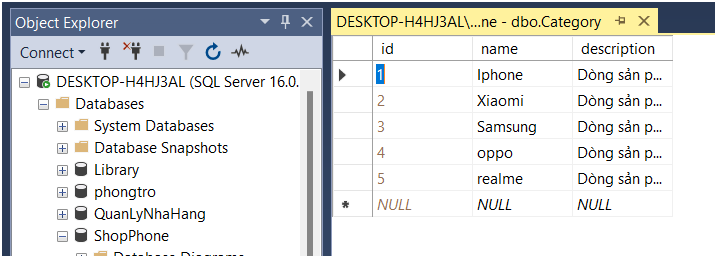 Object Explorer
Connect
DESKTOP-H4HJ3AL (SQL Server 16.0.
Databases
System Databases
Database Snapshots
Library
phongtro
QuanLyNhaHang
ShopPhone
Database Diagrams
DESKTOP-H4HJ3AL\...ne - dbo.Category
id name description
1 Iphone Dòng sản p...
2 Xiaomi Dòng sản p...
3 Samsung Dòng sản p...
4 oppo Dòng sản p...
5 realme Dòng sản p...
NULL NULL NULL